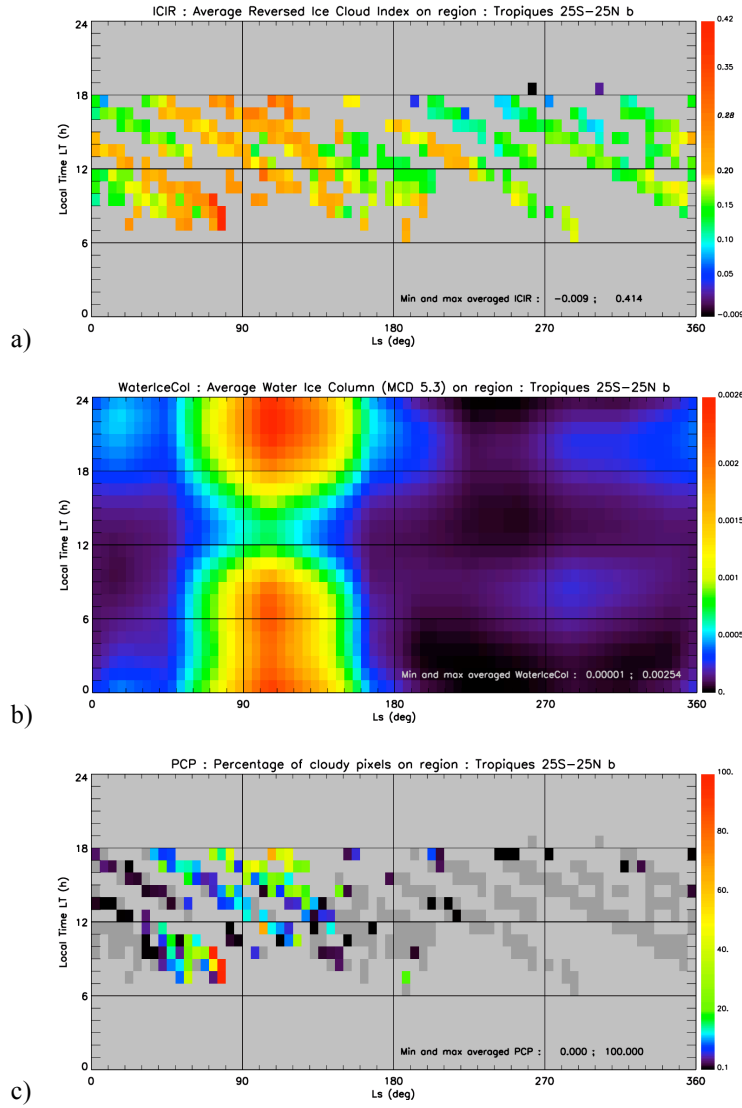 ICIR : Average Reversed Ice Cloud Index on region : Tropiques 25S-25N b
Local Time LT (h)
24
18
12
6
0
Min and max averaged ICIR : -0.009 ; 0.414
0 90 180 270 360
Ls (deg)
0.42
0.35
0.28
0.20
0.15
0.10
0.05
-0.009
a)
WaterIceCol : Average Water Ice Column (MCD 5.3) on region : Tropiques 25S-25N b
Local Time LT (h)
24
18
12
6
0
Min and max averaged WaterIceCol : 0.00001 ; 0.00254
0 90 180 270 360
Ls (deg)
0.0026
0.002
0.0015
0.001
0.0005
0.
b)
PCP : Percentage of cloudy pixels on region : Tropiques 25S-25N b
Local Time LT (h)
24
18
12
6
0
Min and max averaged PCP : 0.000 ; 100.000
0 90 180 270 360
Ls (deg)
100.
80.
60.
40.
20.
0.1
c)